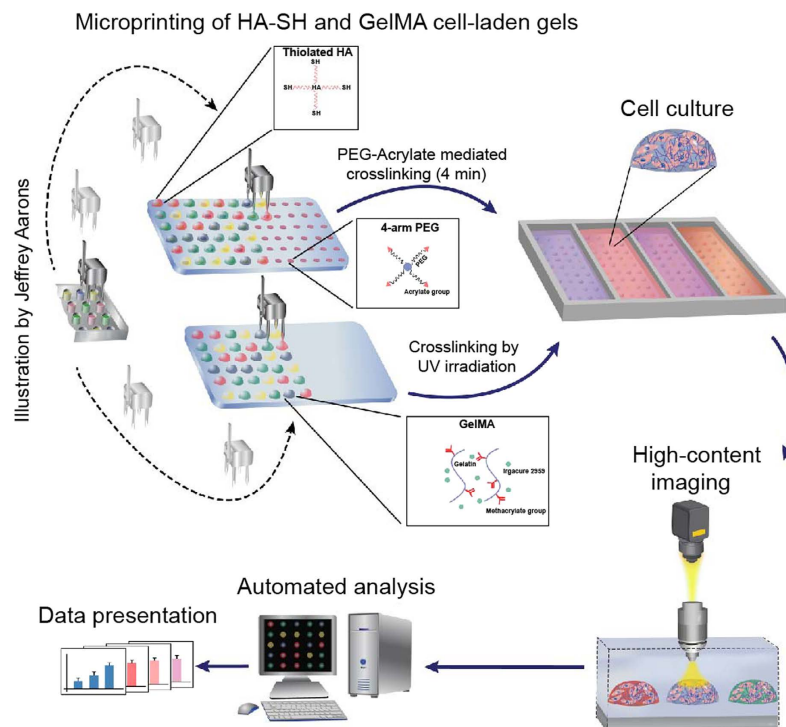 Microprinting of HA-SH and GelMA cell-laden gels
Thiolated HA
SH
SH HA SH
SH
Cell culture
PEG-Acrylate mediated
crosslinking (4 min)
4-arm PEG
PEG
Acrylate group
Illustration by Jeffrey Aarons
Crosslinking by
UV irradiation
GelMA
Gelatin
Irgacure 2959
Methacrylate group
High-content
imaging
Automated analysis
Data presentation